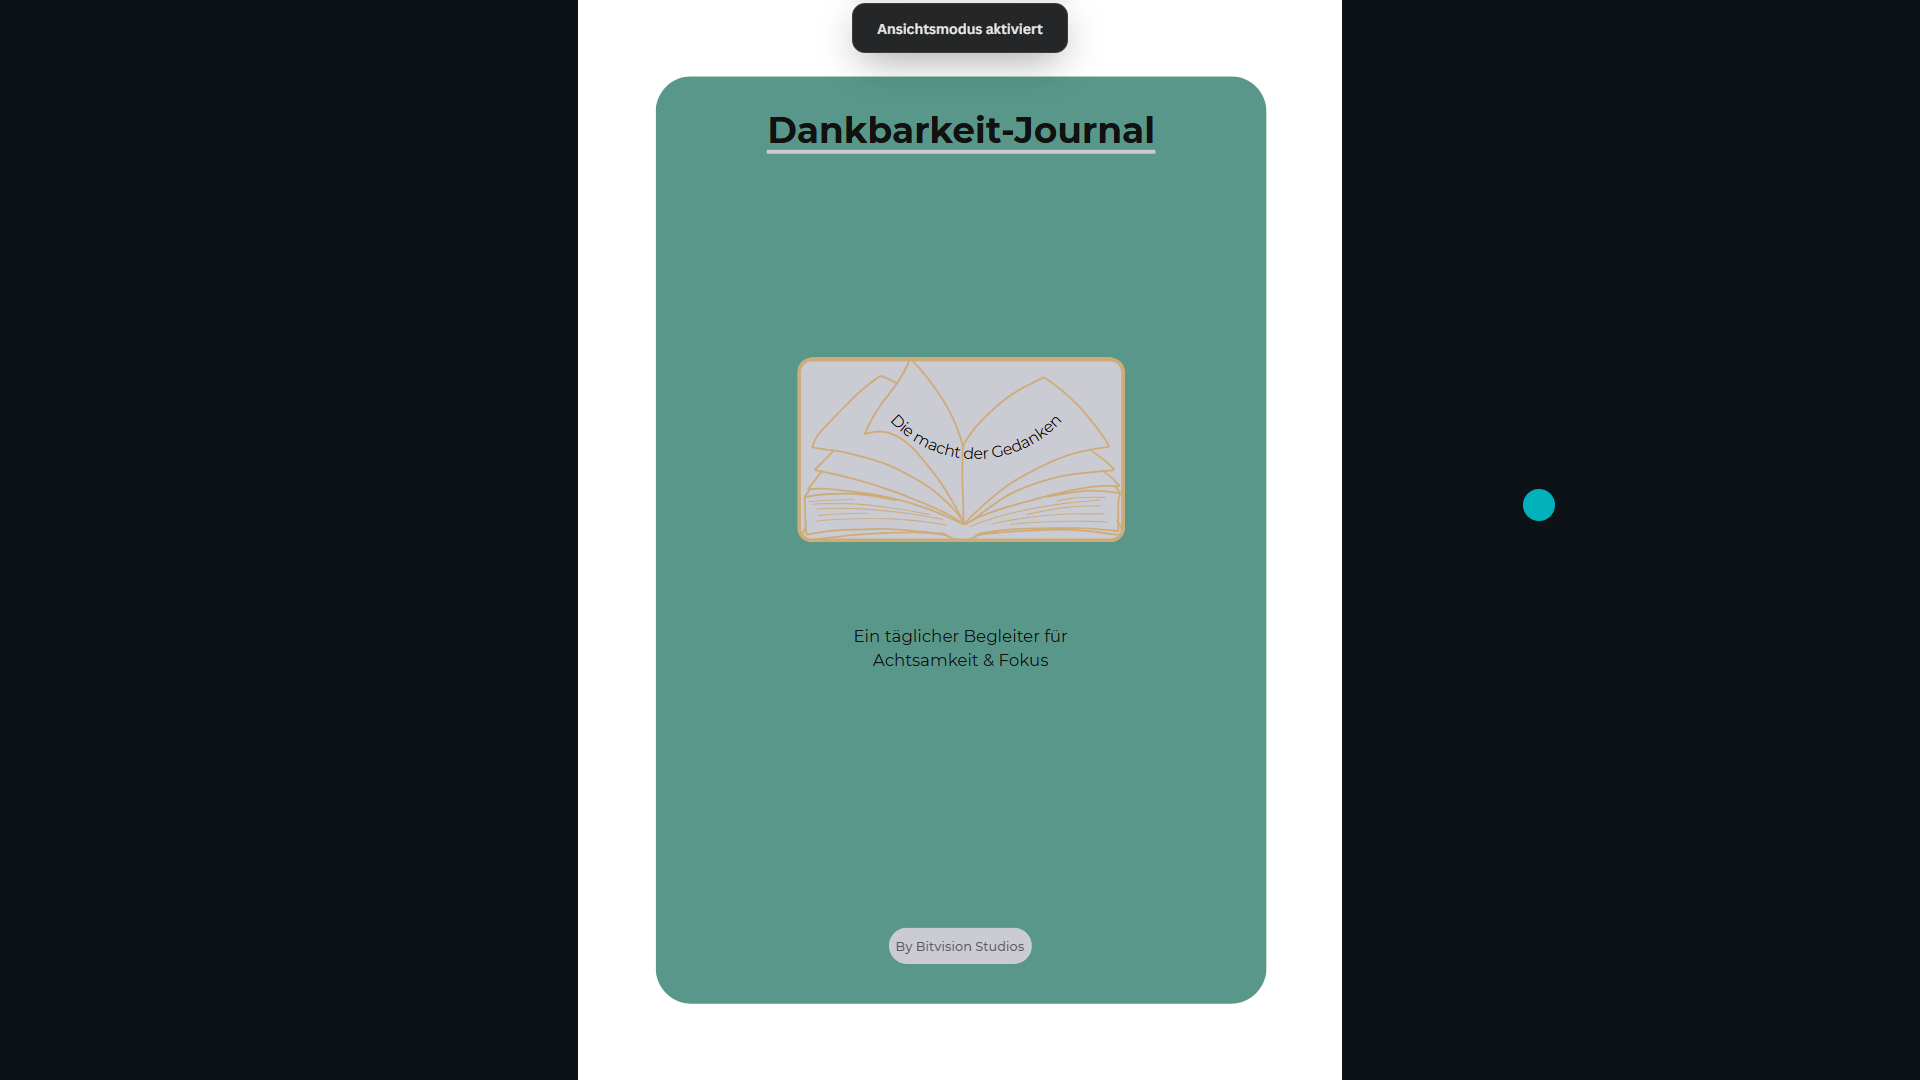 Ansichtsmodus aktiviert
Dankbarkeit-Journal
Die macht der Gedanken
Ein täglicher Begleiter für
Achtsamkeit & Fokus
By Bitvision Studios